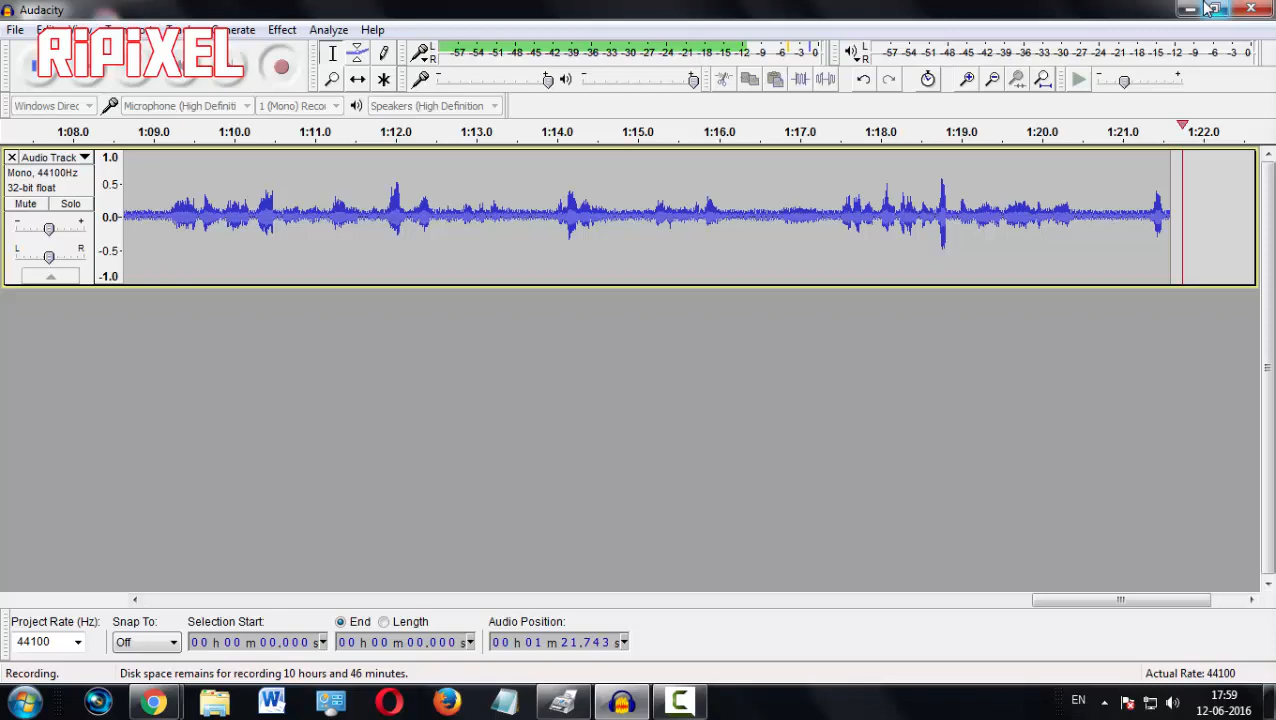 Audacity
File Edit View Generate Effect Analyze Help
RiPiXEL
L
R
-57 -54 -51 -48 -45 -42 -39 -36 -33 -30 -27 -24 -21 -18 -15 -12 -9 -6 -3 0
L
R
-57 -54 -51 -48 -45 -42 -39 -36 -33 -30 -27 -24 -21 -18 -15 -12 -9 -6 -3 0
Windows Direc Microphone (High Definiti 1 (Mono) Recor Speakers (High Definition
1:08.0 1:09.0 1:10.0 1:11.0 1:12.0 1:13.0 1:14.0 1:15.0 1:16.0 1:17.0 1:18.0 1:19.0 1:20.0 1:21.0 1:22.0
Audio Track 1.0
Mono, 44100Hz
32-bit float 0.5
Mute Solo
0.0
- +
L R -0.5
-1.0
Project Rate (Hz): Snap To: Selection Start: End Length Audio Position:
44100 Off 00 h 00 m 00.000 s 00 h 00 m 00.000 s 00 h 01 m 21.743 s
Recording. Disk space remains for recording 10 hours and 46 minutes. Actual Rate: 44100
EN 17:59
12-06-2016